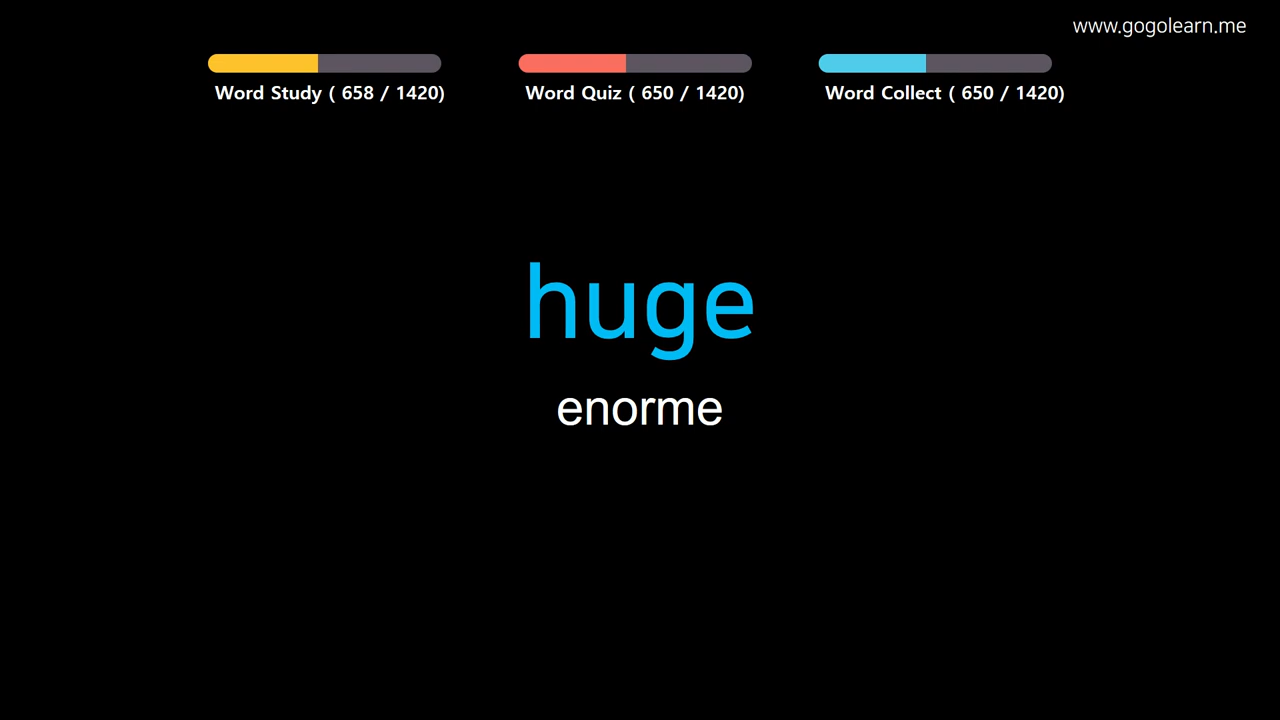 www.gogolearn.me
Word Study ( 658 / 1420)
Word Quiz ( 650 / 1420)
Word Collect ( 650 / 1420)
huge
enorme